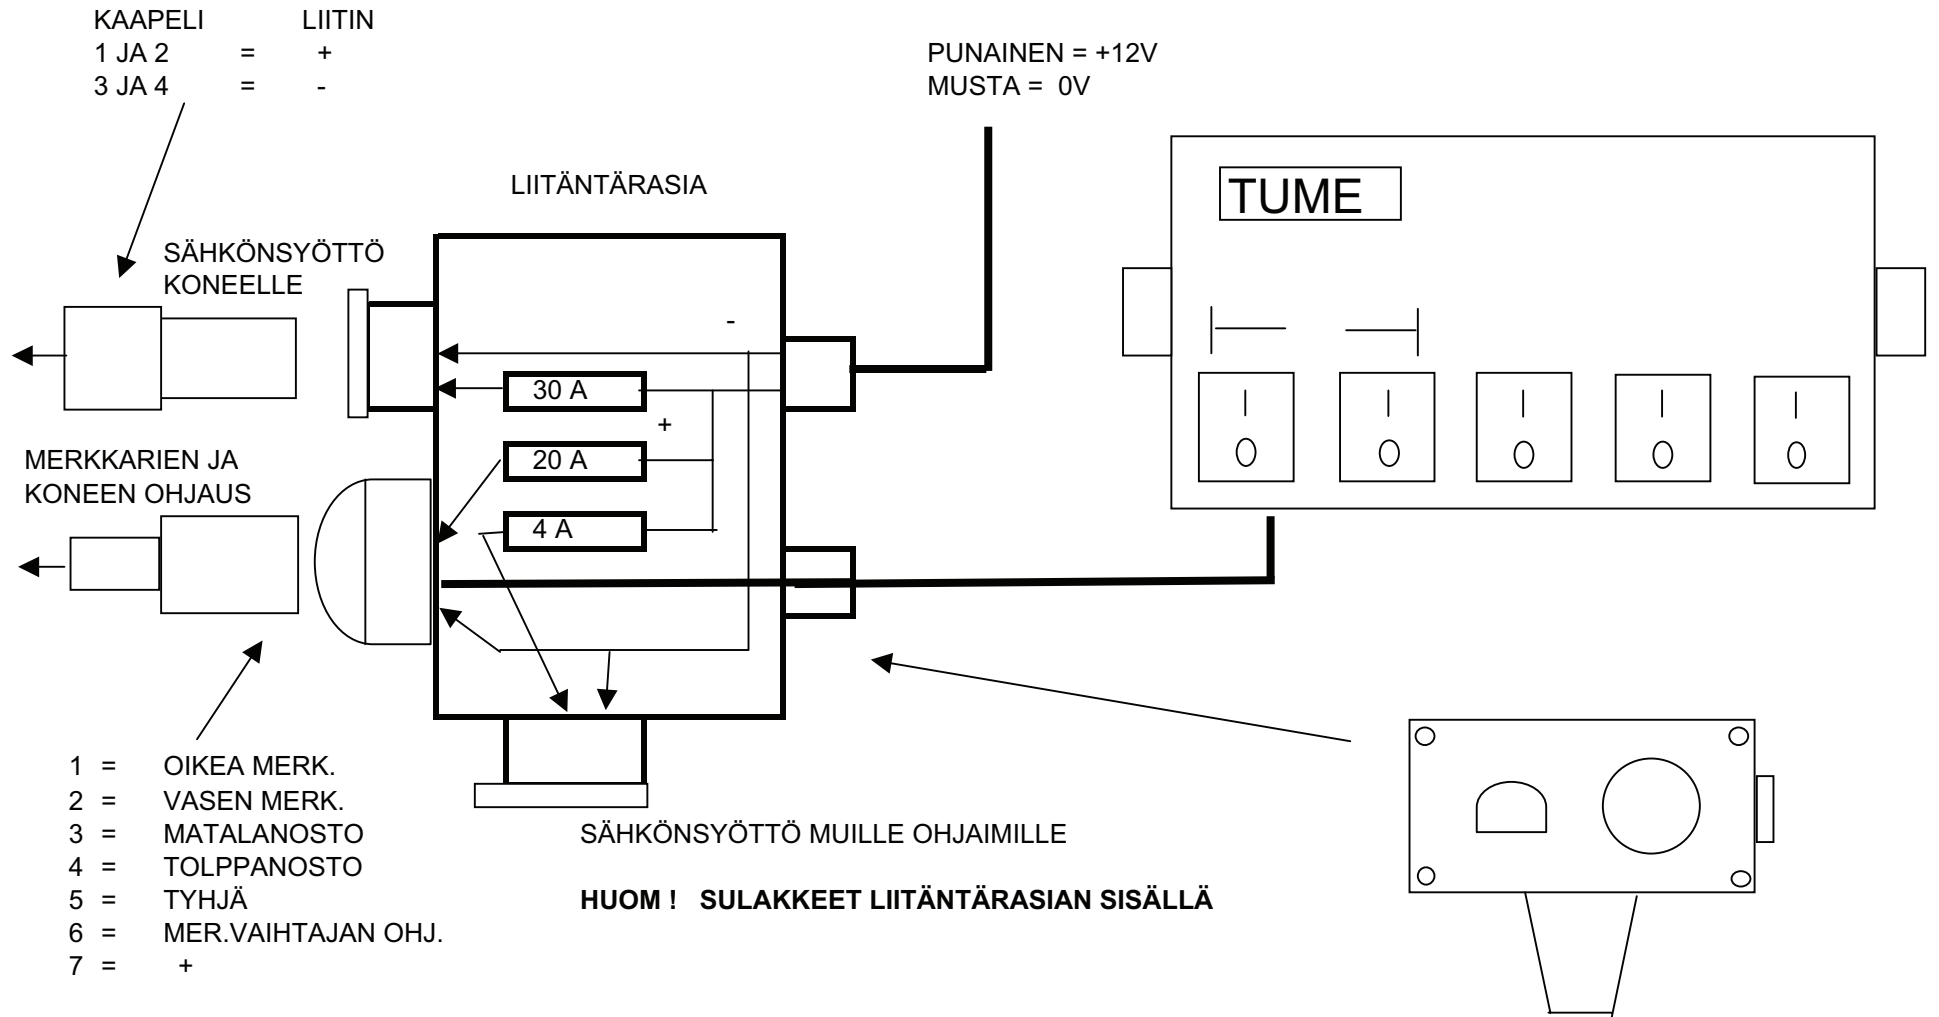 KAAPELI LIITIN
1 JA 2 = +
3 JA 4 = -
PUNAINEN = +12V
MUSTA = 0V
LIITÄNTÄRASIA
TUME
SÄHKÖNSYÖTTÖ
KONEELLE
-
30 A
+
20 A
4 A
MERKKARIEN JA
KONEEN OHJAUS
1 = OIKEA MERK.
2 = VASEN MERK.
3 = MATALANOSTO
4 = TOLPPANOSTO
5 = TYHJÄ
6 = MER.VAIHTAJAN OHJ.
7 = +
SÄHKÖNSYÖTTÖ MUILLE OHJAIMILLE
HUOM ! SULAKKEET LIITÄNTÄRASIAN SISÄLLÄ